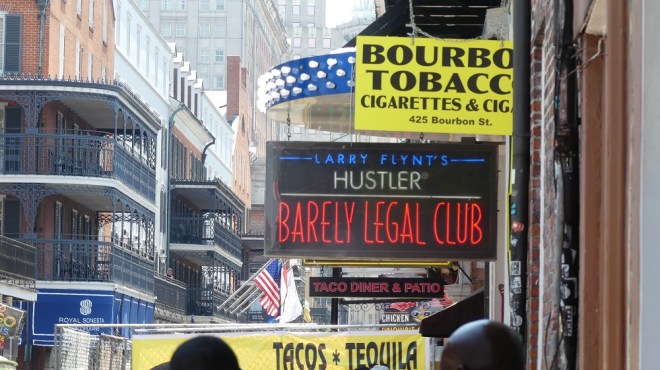 BOURBO
TOBACC
CIGARETTES & CIG
425 Bourbon St.
LARRY FLYNT'S
HUSTLER
BARELY LEGAL CLUB
TACO DINER & PATIO
CHICKEN
ROYAL SONESTA
TACOS * TEQUILA